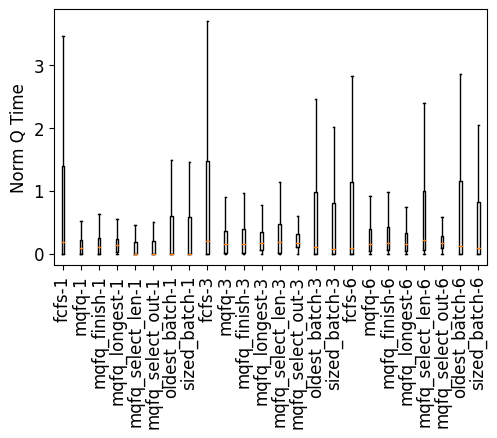 Norm Q Time
3
2
1
0
fcfs-1
mqfq-1
mqfq_finish-1
mqfq_longest-1
mqfq_select_len-1
mqfq_select_out-1
oldest_batch-1
sized_batch-1
fcfs-3
mqfq-3
mqfq_finish-3
mqfq_longest-3
mqfq_select_len-3
mqfq_select_out-3
oldest_batch-3
sized_batch-3
fcfs-6
mqfq-6
mqfq_finish-6
mqfq_longest-6
mqfq_select_len-6
mqfq_select_out-6
oldest_batch-6
sized_batch-6